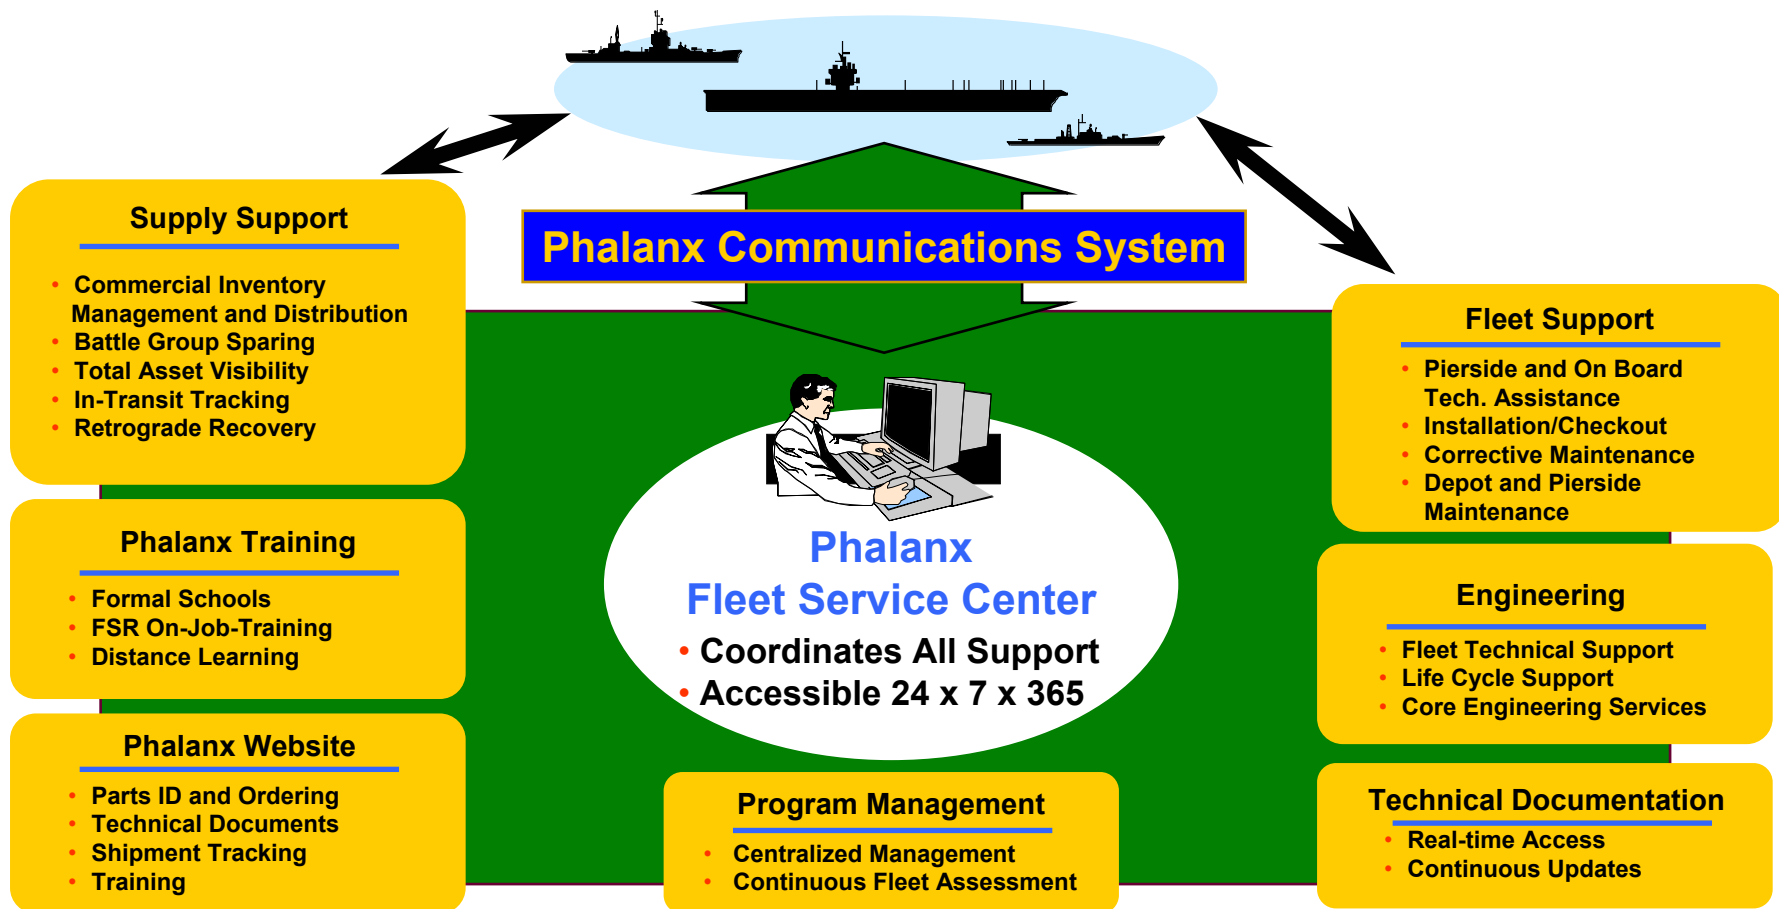 Phalanx Communications System
Supply Support
• Commercial Inventory
Management and Distribution
• Battle Group Sparing
• Total Asset Visibility
• In-Transit Tracking
• Retrograde Recovery
Phalanx Training
• Formal Schools
• FSR On-Job-Training
• Distance Learning
Phalanx Website
• Parts ID and Ordering
• Technical Documents
• Shipment Tracking
• Training
Phalanx
Fleet Service Center
• Coordinates All Support
• Accessible 24 x 7 x 365
Program Management
• Centralized Management
• Continuous Fleet Assessment
Fleet Support
• Pierside and On Board
Tech. Assistance
• Installation/Checkout
• Corrective Maintenance
• Depot and Pierside
Maintenance
Engineering
• Fleet Technical Support
• Life Cycle Support
• Core Engineering Services
Technical Documentation
• Real-time Access
• Continuous Updates